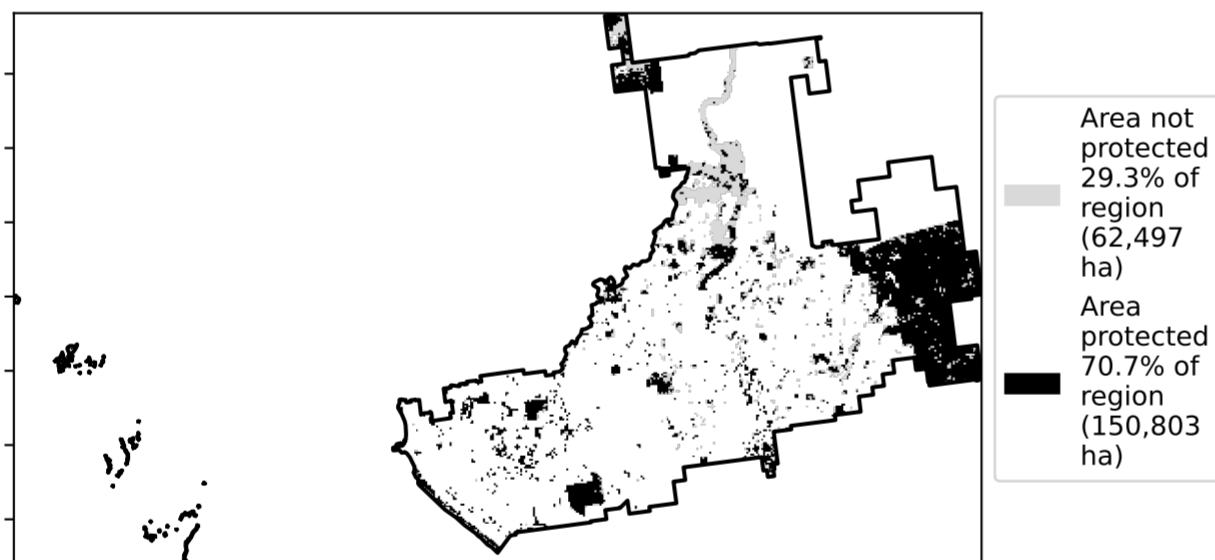 Area not
protected
29.3% of
region
(62,497
ha)
Area
protected
70.7% of
region
(150,803
ha)